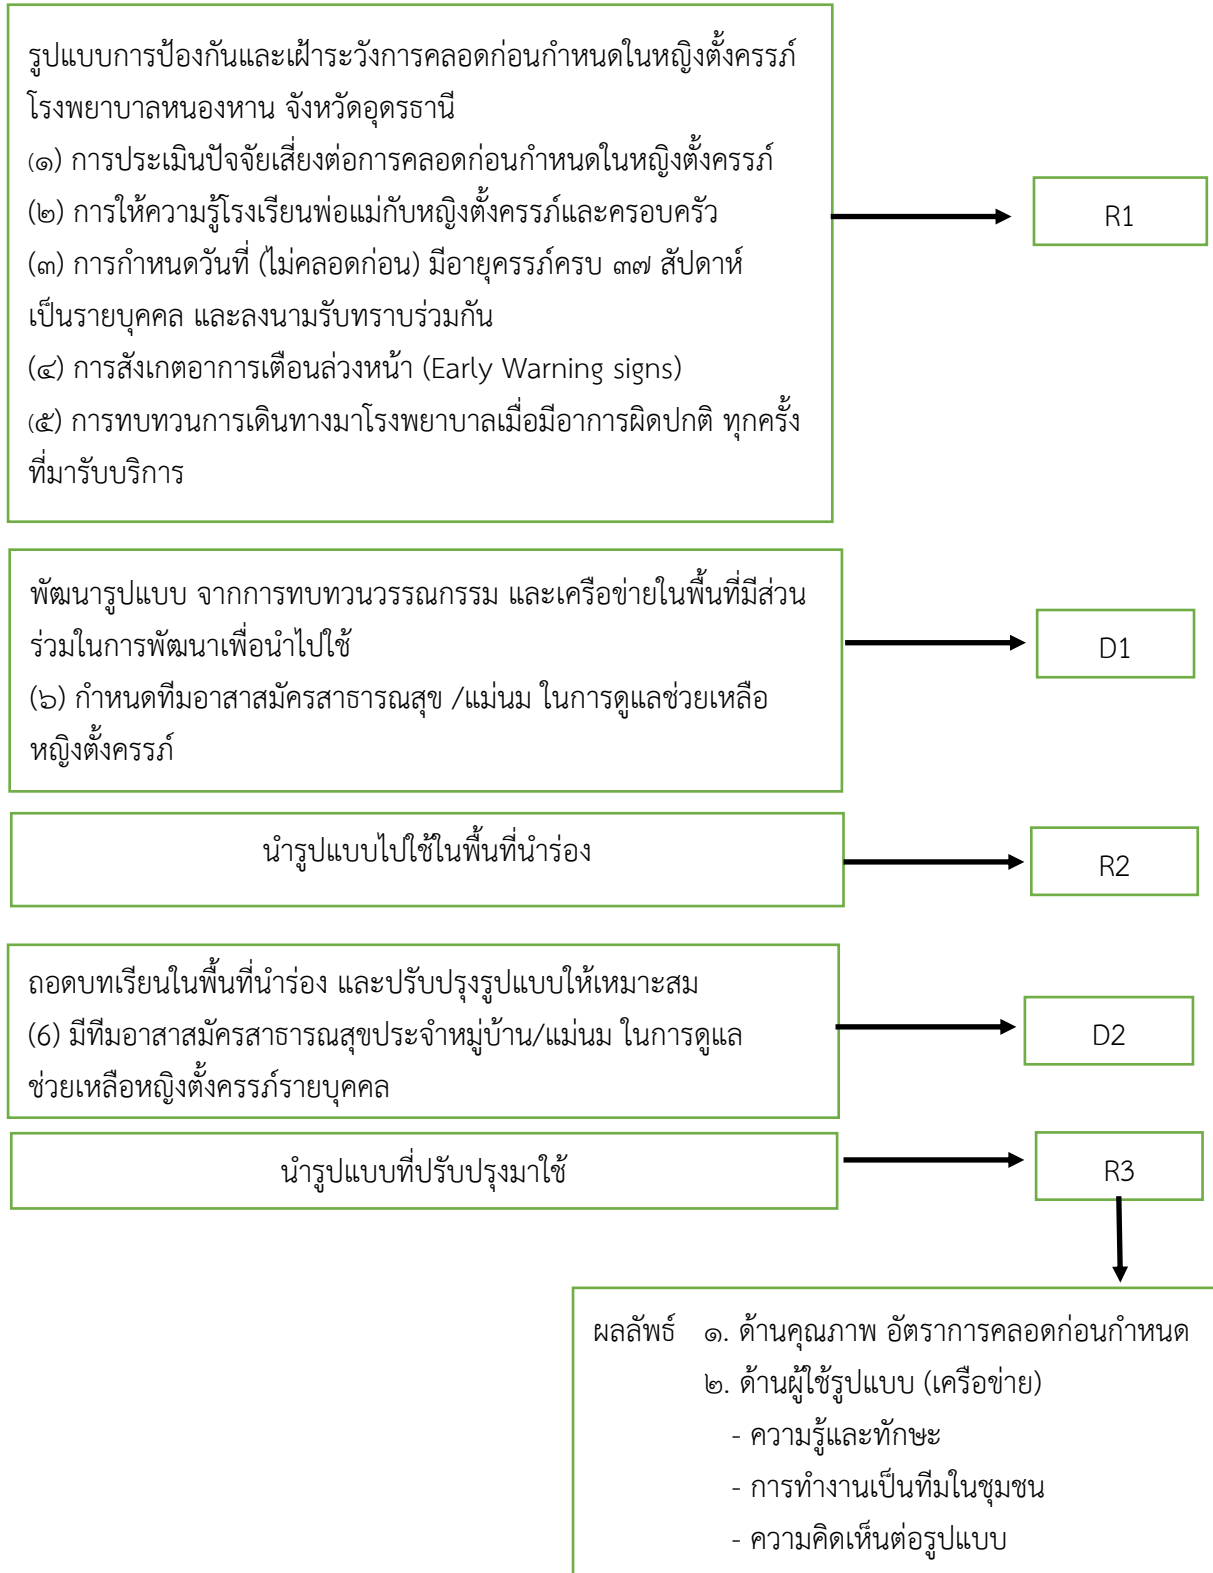 รูปแบบการป้องกันและเฝ้าระวังการคลอดก่อนกำหนดในหญิงตั้งครรภ์
โรงพยาบาลหนองหาน จังหวัดอุดรธานี
(๑) การประเมินปัจจัยเสี่ยงต่อการคลอดก่อนกำหนดในหญิงตั้งครรภ์
(๒) การให้ความรู้โรงเรียนพ่อแม่กับหญิงตั้งครรภ์และครอบครัว
(๓) การกำหนดวันที่ (ไม่คลอดก่อน) มีอายุครรภ์ครบ ๓๗ สัปดาห์
เป็นรายบุคคล และลงนามรับทราบร่วมกัน
(๔) การสังเกตอาการเตือนล่วงหน้า (Early Warning signs)
(๕) การทบทวนการเดินทางมาโรงพยาบาลเมื่อมีอาการผิดปกติ ทุกครั้ง
ที่มารับบริการ
R1
พัฒนารูปแบบ จากการทบทวนวรรณกรรม และเครือข่ายในพื้นที่มีส่วน
ร่วมในการพัฒนาเพื่อนำไปใช้
(๖) กำหนดทีมอาสาสมัครสาธารณสุข /แม่นม ในการดูแลช่วยเหลือ
หญิงตั้งครรภ์
D1
นำรูปแบบไปใช้ในพื้นที่นำร่อง
R2
ถอดบทเรียนในพื้นที่นำร่อง และปรับปรุงรูปแบบให้เหมาะสม
(6) มีทีมอาสาสมัครสาธารณสุขประจำหมู่บ้าน/แม่นม ในการดูแล
ช่วยเหลือหญิงตั้งครรภ์รายบุคคล
D2
นำรูปแบบที่ปรับปรุงมาใช้
R3
ผลลัพธ์ ๑. ด้านคุณภาพ อัตราการคลอดก่อนกำหนด
๒. ด้านผู้ใช้รูปแบบ (เครือข่าย)
- ความรู้และทักษะ
- การทำงานเป็นทีมในชุมชน
- ความคิดเห็นต่อรูปแบบ